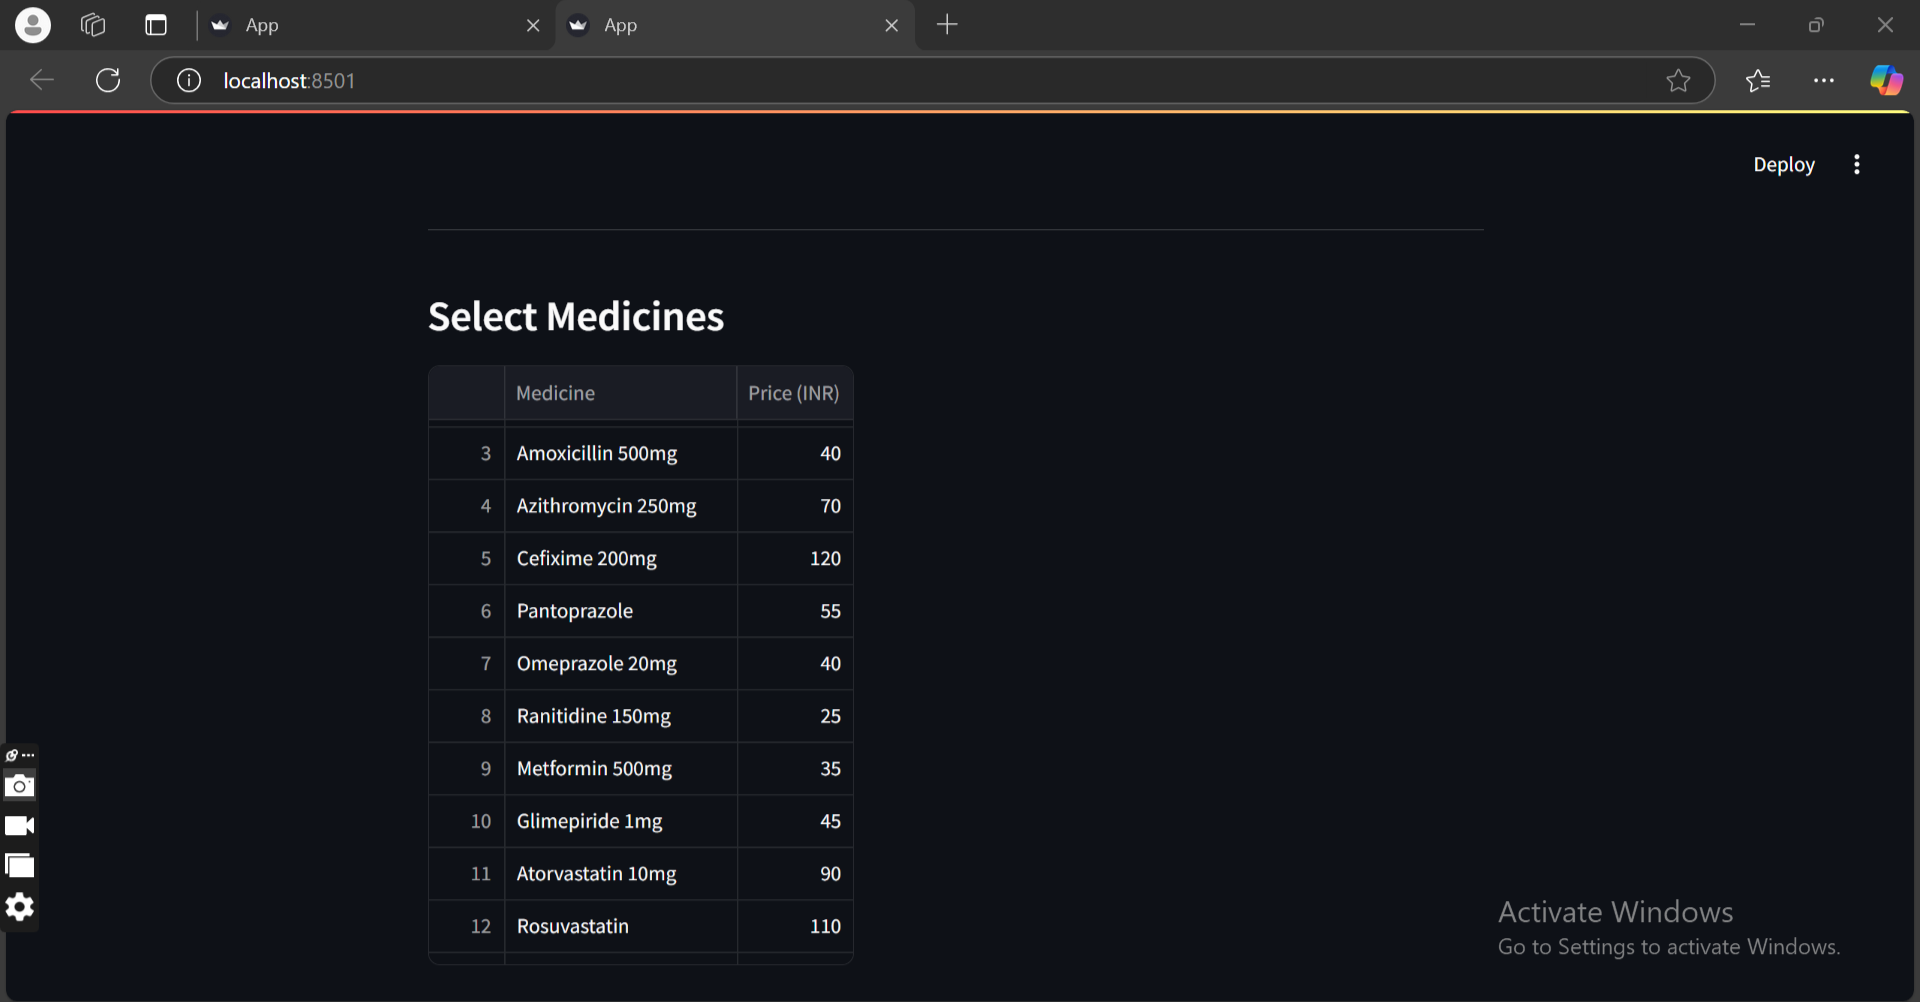 App
App
localhost:8501
Deploy
Select Medicines
Medicine Price (INR)
3 Amoxicillin 500mg 40
4 Azithromycin 250mg 70
5 Cefixime 200mg 120
6 Pantoprazole 55
7 Omeprazole 20mg 40
8 Ranitidine 150mg 25
9 Metformin 500mg 35
10 Glimepiride 1mg 45
11 Atorvastatin 10mg 90
12 Rosuvastatin 110
Activate Windows
Go to Settings to activate Windows.